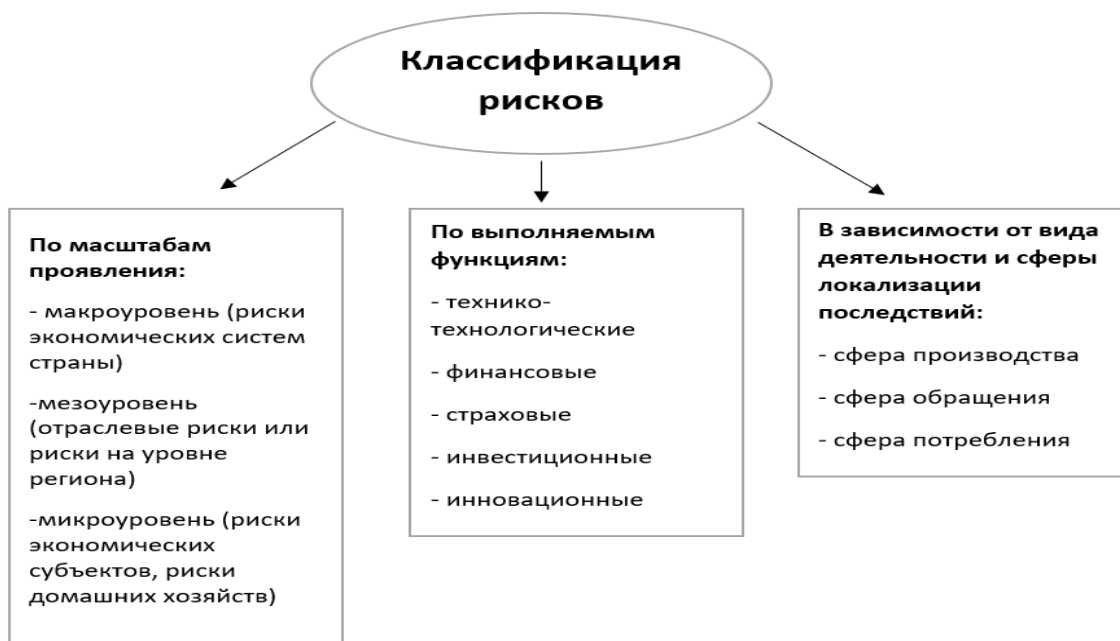 Классификация
рисков
По масштабам
проявления:
- макроуровень (риски
экономических систем
страны)
-мезоуровень
(отраслевые риски или
риски на уровне
региона)
-микроуровень (риски
экономических
субъектов, риски
домашних хозяйств)
По выполняемым
функциям:
- технико-
технологические
- финансовые
- страховые
- инвестиционные
- инновационные
В зависимости от вида
деятельности и сферы
локализации
последствий:
- сфера производства
- сфера обращения
- сфера потребления